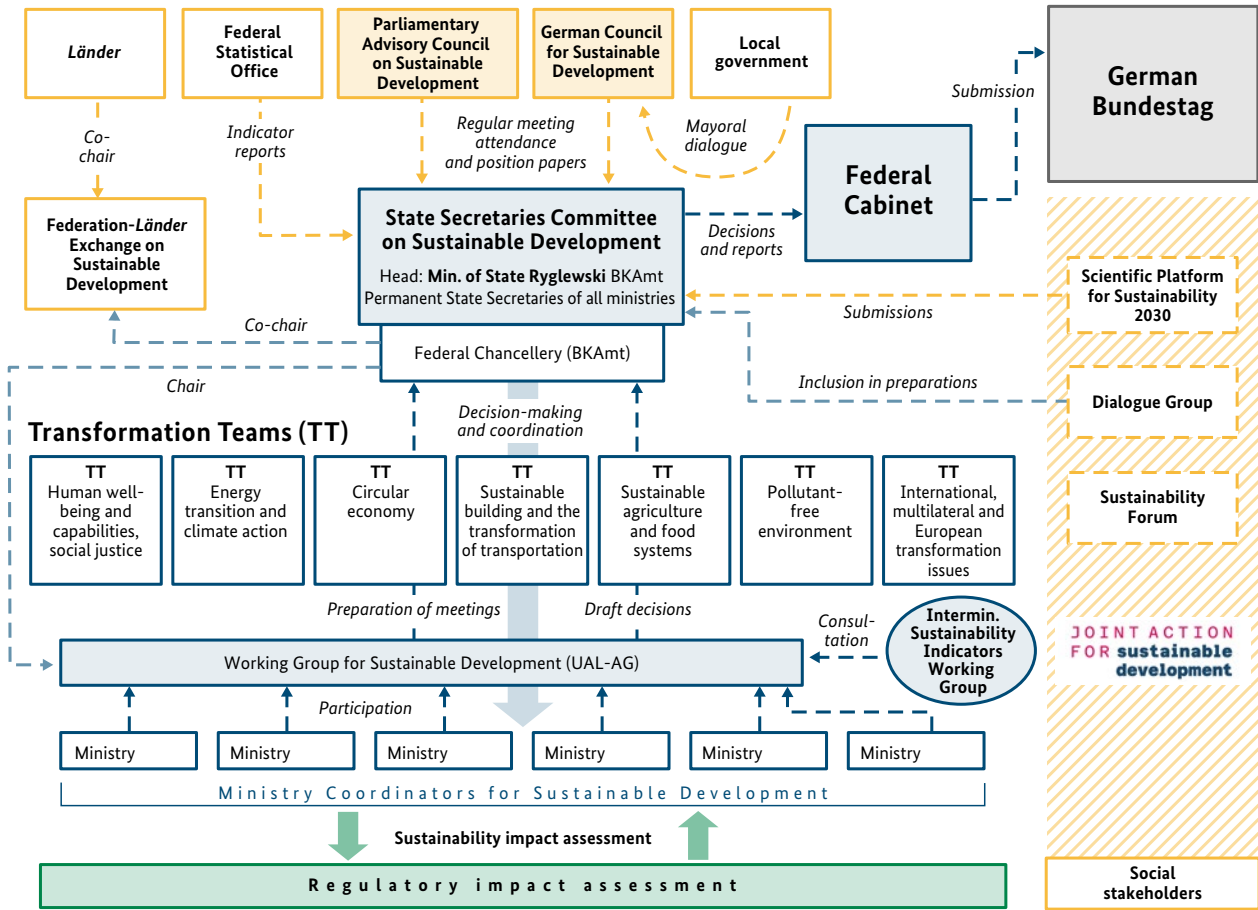 Länder
Federal
Statistical
Office
Parliamentary
Advisory Council
on Sustainable
Development
German Council
for Sustainable
Development
Local
government
German
Bundestag
Submission
Co-
chair
Indicator
reports
Regular meeting
attendance
and position papers
Mayoral
dialogue
Federal
Cabinet
Federation-Länder
Exchange on
Sustainable
Development
State Secretaries Committee
on Sustainable Development
Head: Min. of State Ryglewski BKAmt
Permanent State Secretaries of all ministries
Decisions
and reports
Scientific Platform
for Sustainability
2030
Submissions
Co-chair
Federal Chancellery (BKAmt)
Chair
Inclusion in preparations
Dialogue Group
Decision-making
and coordination
Transformation Teams (TT)
TT
Human well-
being and
capabilities,
social justice
TT
Energy
transition and
climate action
TT
Circular
economy
TT
Sustainable
building and the
transformation
of transportation
TT
Sustainable
agriculture
and food
systems
TT
Pollutant-
free
environment
TT
International,
multilateral and
European
transformation
issues
Sustainability
Forum
Preparation of meetings
Draft decisions
Consul-
tation
Intermin.
Sustainability
Indicators
Working
Group
JOINT ACTION
FOR sustainable
development
Working Group for Sustainable Development (UAL-AG)
Participation
Ministry
Ministry
Ministry
Ministry
Ministry
Ministry
Ministry Coordinators for Sustainable Development
Sustainability impact assessment
Regulatory impact assessment
Social
stakeholders